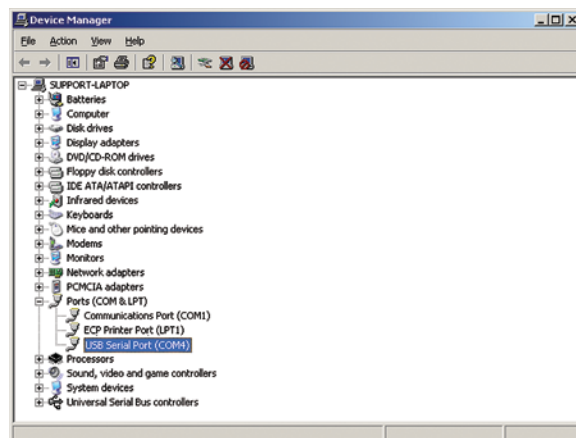 Device Manager
File Action View Help
SUPPORT-LAPTOP
Batteries
Computer
Disk drives
Display adapters
DVD/CD-ROM drives
Floppy disk controllers
IDE ATA/ATAPI controllers
Infrared devices
Keyboards
Mice and other pointing devices
Modems
Monitors
Network adapters
PCMCIA adapters
Ports (COM & LPT)
Communications Port (COM1)
ECP Printer Port (LPT1)
USB Serial Port (COM4)
Processors
Sound, video and game controllers
System devices
Universal Serial Bus controllers